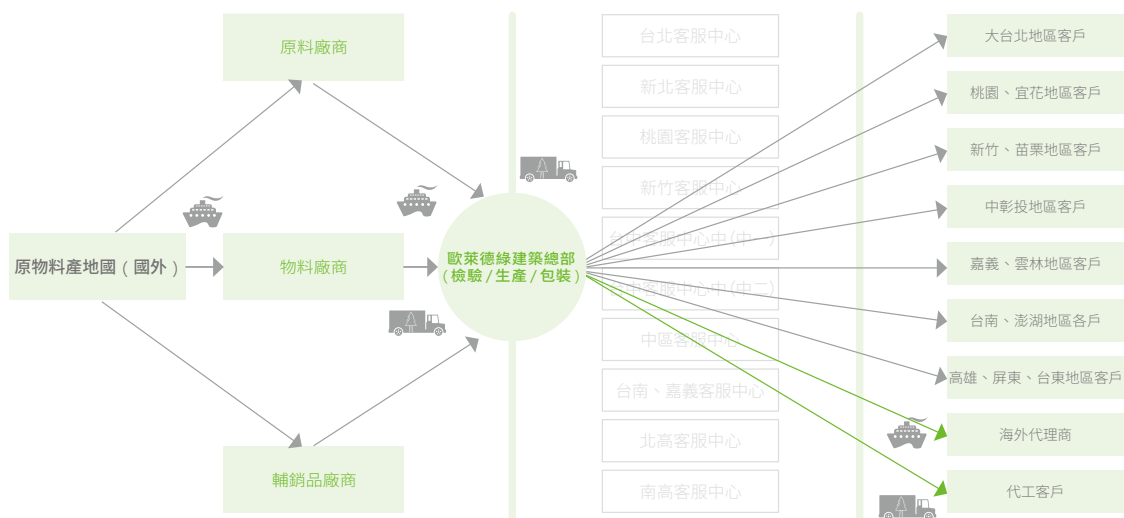 原料廠商
原物料產地國（國外）
物料廠商
輔銷品廠商
歐萊德綠建築總部
（檢驗 / 生產 / 包裝）
台北客服中心
新北客服中心
桃園客服中心
新竹客服中心
台中客服中心中(中一)
台中客服中心中(中二)
中區客服中心
台南、嘉義客服中心
北高客服中心
南高客服中心
大台北地區客戶
桃園、宜花地區客戶
新竹、苗栗地區客戶
中彰投地區客戶
嘉義、雲林地區客戶
台南、澎湖地區各戶
高雄、屏東、台東地區客戶
海外代理商
代工客戶